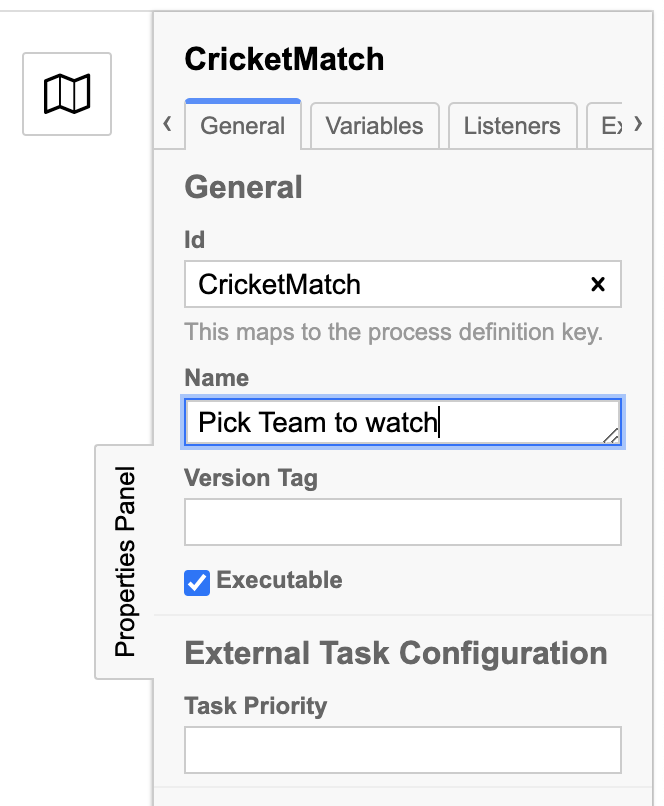 CricketMatch
General Variables Listeners
General
Id
CricketMatch
This maps to the process definition key.
Name
Pick Team to watch
Version Tag
Executable
Properties Panel
External Task Configuration
Task Priority